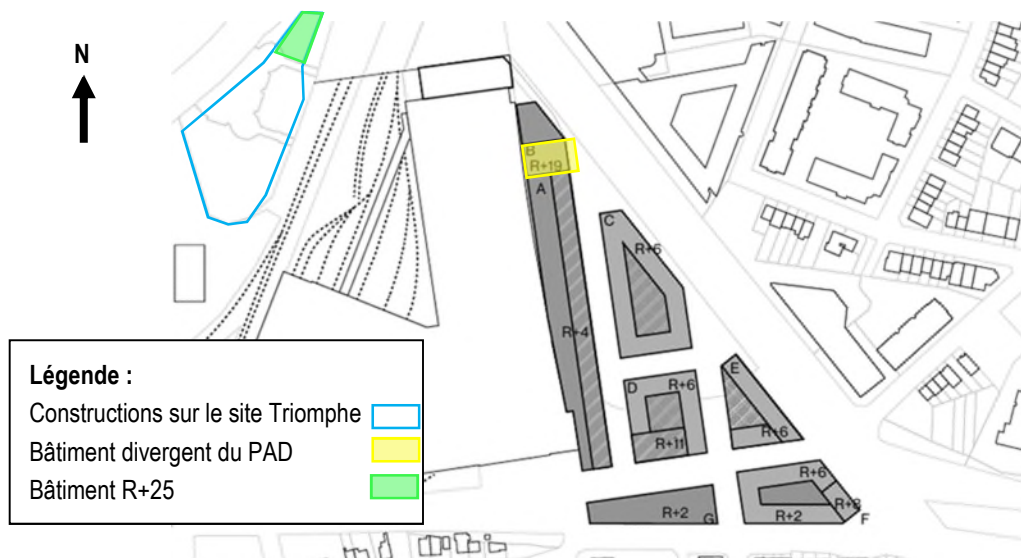 N
B
R+19
A
C
R+6
R+4
D
R+6
R+11
E
R+6
R+6
R+8
R+2
F
R+2
G
Légende :
Constructions sur le site Triomphe
Bâtiment divergent du PAD
Bâtiment R+25